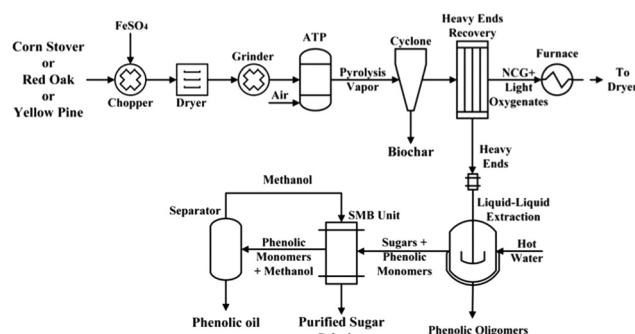 FeSO₄
Corn Stover
or
Red Oak
or
Yellow Pine
Chopper
Dryer
Grinder
Air
ATP
Pyrolysis
Vapor
Cyclone
Biochar
Heavy Ends
Recovery
NCG+
Light
Oxygenates
Furnace
To
Dryer
Heavy
Ends
Liquid-Liquid
Extraction
Hot
Water
Phenolic Oligomers
Sugars +
Phenolic
Monomers
SMB Unit
Purified Sugar
Methanol
Phenolic
Monomers
+ Methanol
Separator
Phenolic oil